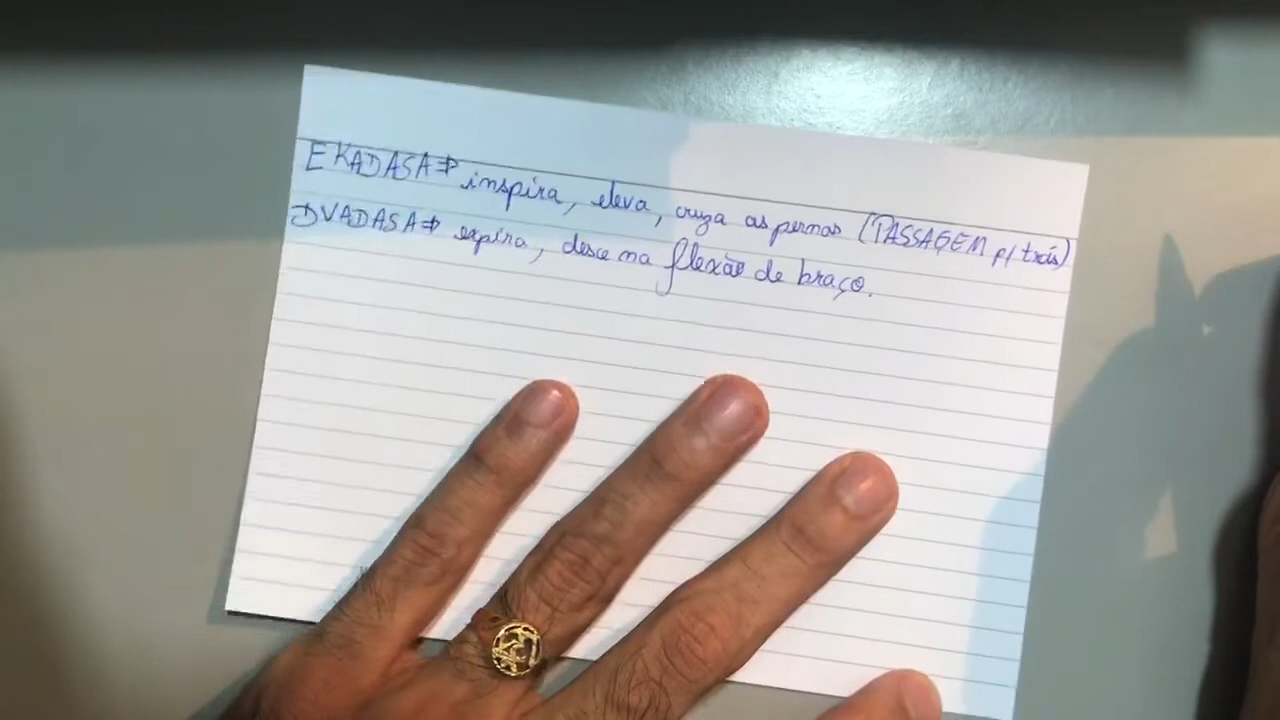 EKADASA⇒ inspira, eleva, cruza as pernas (PASSAGEM p/ trás)
DVADASA⇒ expira, desce na flexão de braço.